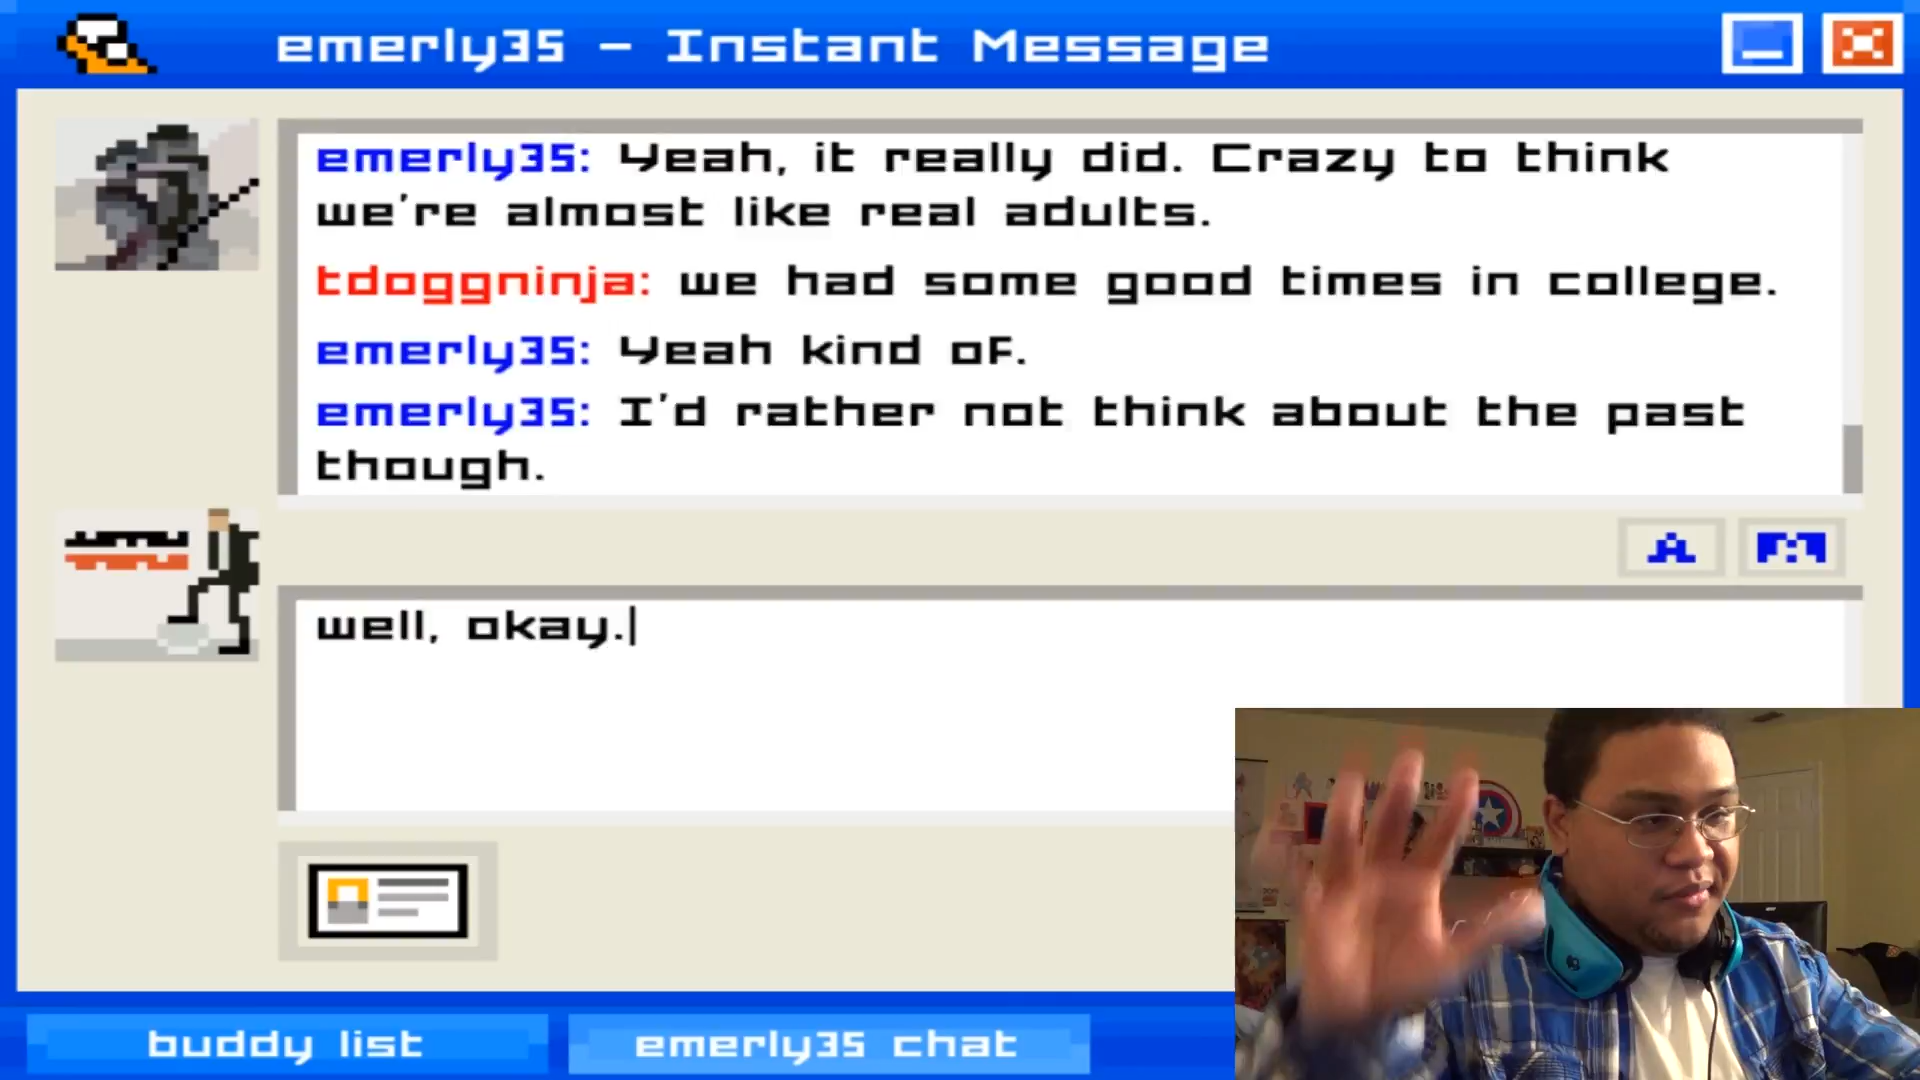 emerly35 - Instant Message
emerly35: Yeah, it really did. Crazy to think
we're almost like real adults.
tdoggninja: we had some good times in college.
emerly35: Yeah kind of.
emerly35: I'd rather not think about the past
though.
A
well, okay.
buddy list
emerly35 chat